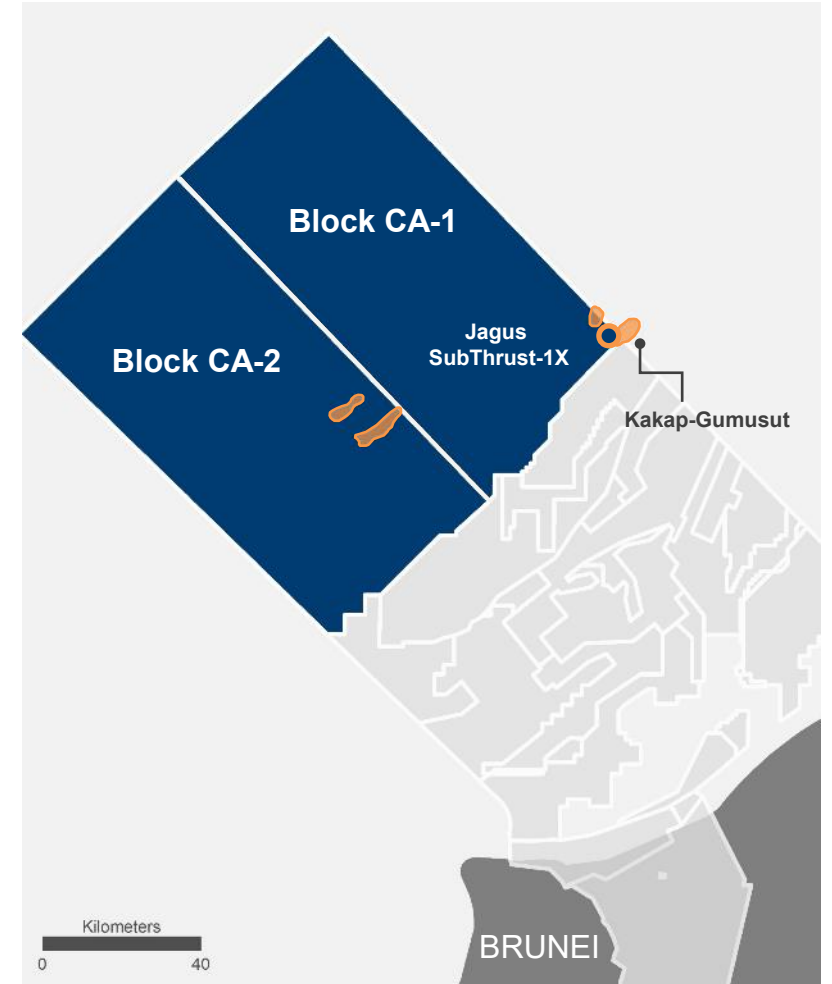 Block CA-1
Jagus
SubThrust-1X
Block CA-2
Kakap-Gumusut
Kilometers
0 40
BRUNEI